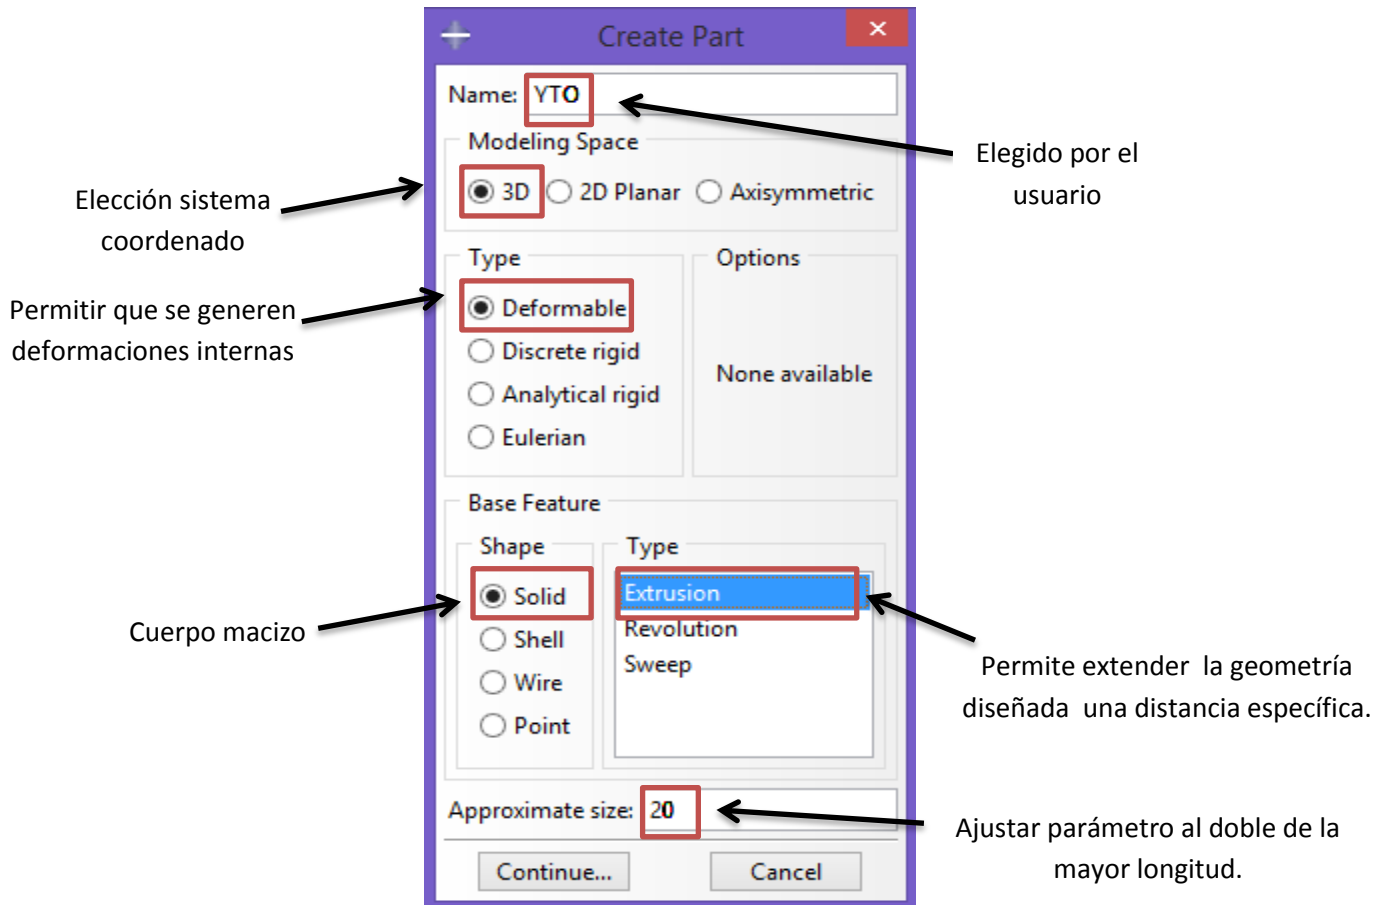 Create Part
Name: YTO
Elegido por el
usuario
Modeling Space
3D 2D Planar Axisymmetric
Elección sistema
coordenado
Type
Options
Permitir que se generen
deformaciones internas
Deformable
Discrete rigid
Analytical rigid
Eulerian
None available
Base Feature
Shape
Type
Solid
Shell
Wire
Point
Extrusion
Revolution
Sweep
Cuerpo macizo
Permite extender la geometría
diseñada una distancia específica.
Approximate size: 20
Ajustar parámetro al doble de la
mayor longitud.
Continue... Cancel